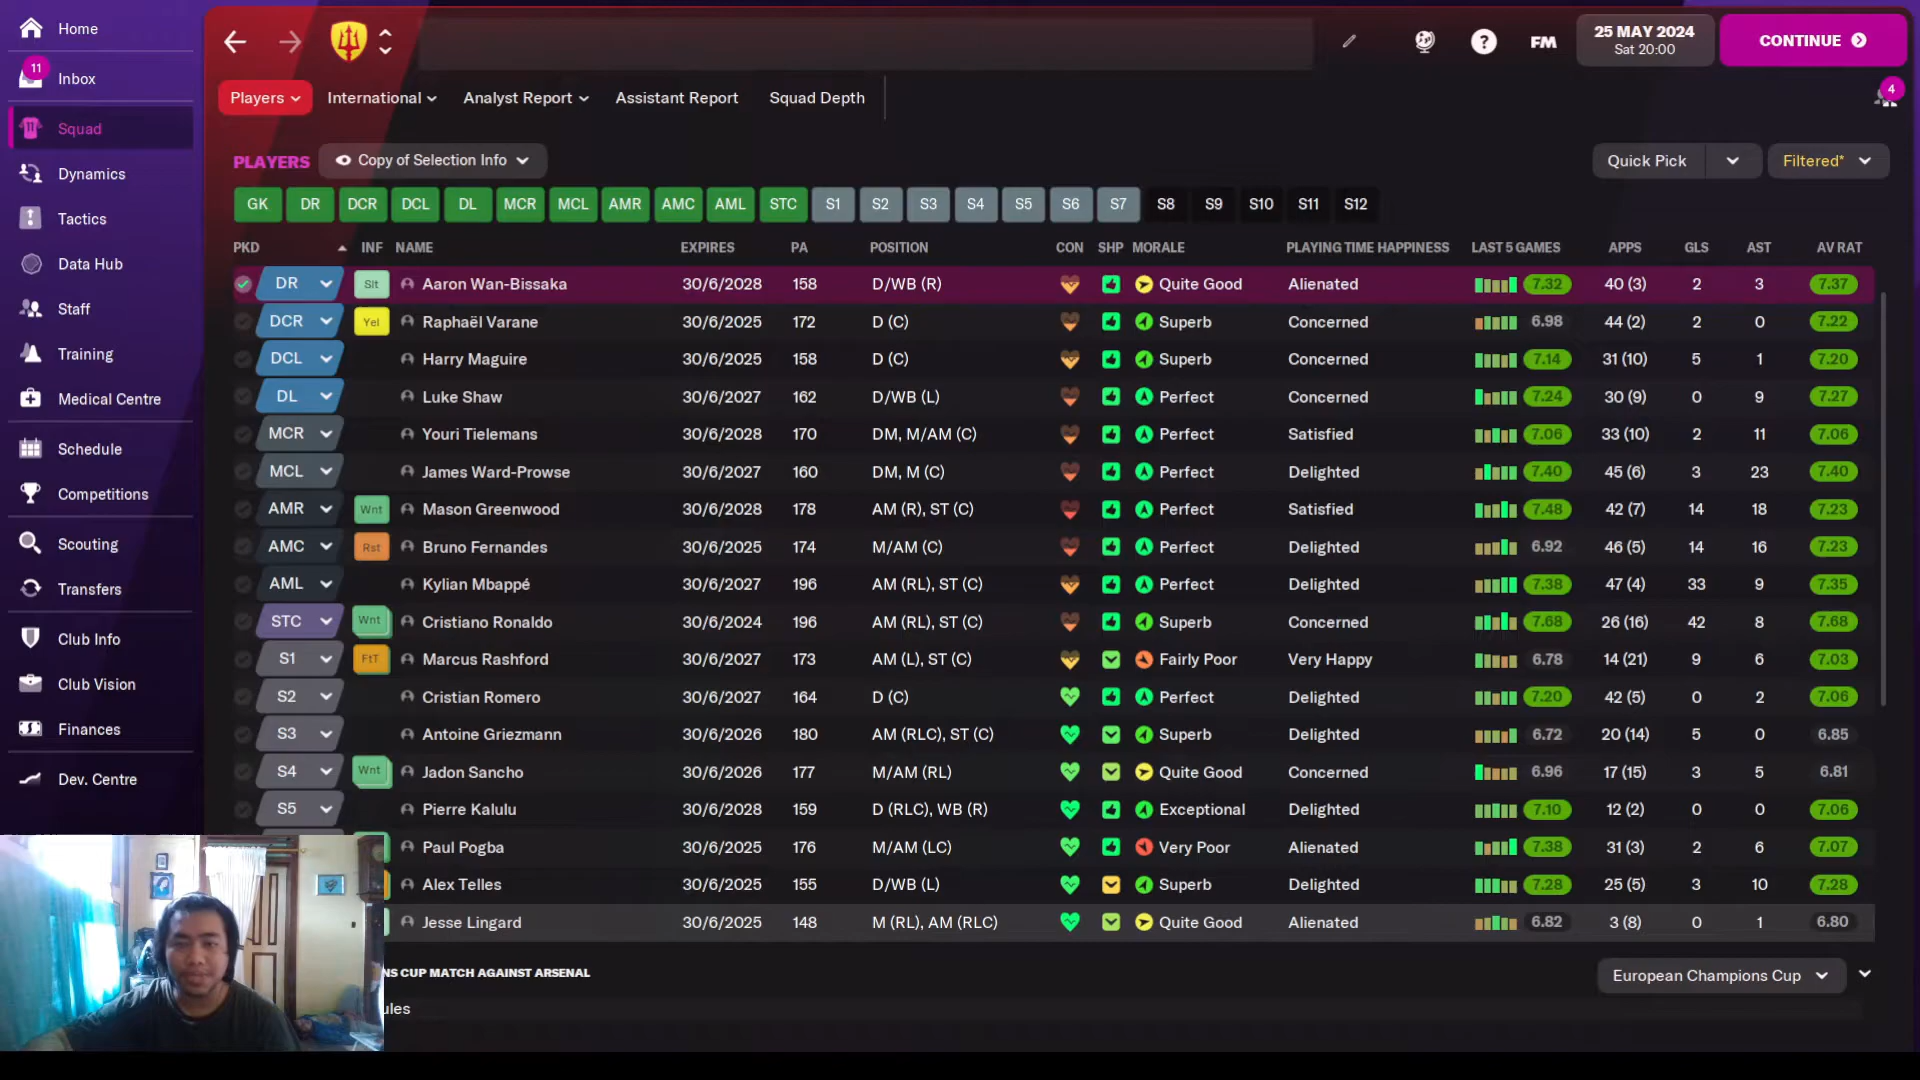 Home
11
Inbox
Squad
Dynamics
Tactics
Data Hub
Staff
Training
Medical Centre
Schedule
Competitions
Scouting
Transfers
Club Info
Club Vision
Finances
Dev. Centre
? FM 25 MAY 2024 CONTINUE
Sat 20:00
Players International Analyst Report Assistant Report Squad Depth 4
PLAYERS Copy of Selection Info Quick Pick Filtered*
GK DR DCR DCL DL MCR MCL AMR AMC AML STC S1 S2 S3 S4 S5 S6 S7 S8 S9 S10 S11 S12
PKD INF NAME EXPIRES PA POSITION CON SHP MORALE PLAYING TIME HAPPINESS LAST 5 GAMES APPS GLS AST AV RAT
DR Slt Aaron Wan-Bissaka 30/6/2028 158 D/WB (R) Quite Good Alienated 7.32 40 (3) 2 3 7.37
DCR Yel Raphaël Varane 30/6/2025 172 D (C) Superb Concerned 6.98 44 (2) 2 0 7.22
DCL Harry Maguire 30/6/2025 158 D (C) Superb Concerned 7.14 31 (10) 5 1 7.20
DL Luke Shaw 30/6/2027 162 D/WB (L) Perfect Concerned 7.24 30 (9) 0 9 7.27
MCR Youri Tielemans 30/6/2028 170 DM, M/AM (C) Perfect Satisfied 7.06 33 (10) 2 11 7.06
MCL James Ward-Prowse 30/6/2027 160 DM, M (C) Perfect Delighted 7.40 45 (6) 3 23 7.40
AMR Wnt Mason Greenwood 30/6/2028 178 AM (R), ST (C) Perfect Satisfied 7.48 42 (7) 14 18 7.23
AMC Rst Bruno Fernandes 30/6/2025 174 M/AM (C) Perfect Delighted 6.92 46 (5) 14 16 7.23
AML Kylian Mbappé 30/6/2027 196 AM (RL), ST (C) Perfect Delighted 7.38 47 (4) 33 9 7.35
STC Wnt Cristiano Ronaldo 30/6/2024 196 AM (RL), ST (C) Superb Concerned 7.68 26 (16) 42 8 7.68
S1 FtT Marcus Rashford 30/6/2027 173 AM (L), ST (C) Fairly Poor Very Happy 6.78 14 (21) 9 6 7.03
S2 Cristian Romero 30/6/2027 164 D (C) Perfect Delighted 7.20 42 (5) 0 2 7.06
S3 Antoine Griezmann 30/6/2026 180 AM (RLC), ST (C) Superb Delighted 6.72 20 (14) 5 0 6.85
S4 Wnt Jadon Sancho 30/6/2026 177 M/AM (RL) Quite Good Concerned 6.96 17 (15) 3 5 6.81
S5 Pierre Kalulu 30/6/2028 159 D (RLC), WB (R) Exceptional Delighted 7.10 12 (2) 0 0 7.06
Paul Pogba 30/6/2025 176 M/AM (LC) Very Poor Alienated 7.38 31 (3) 2 6 7.07
Alex Telles 30/6/2025 155 D/WB (L) Superb Delighted 7.28 25 (5) 3 10 7.28
Jesse Lingard 30/6/2025 148 M (RL), AM (RLC) Quite Good Alienated 6.82 3 (8) 0 1 6.80
NS CUP MATCH AGAINST ARSENAL European Champions Cup
ules